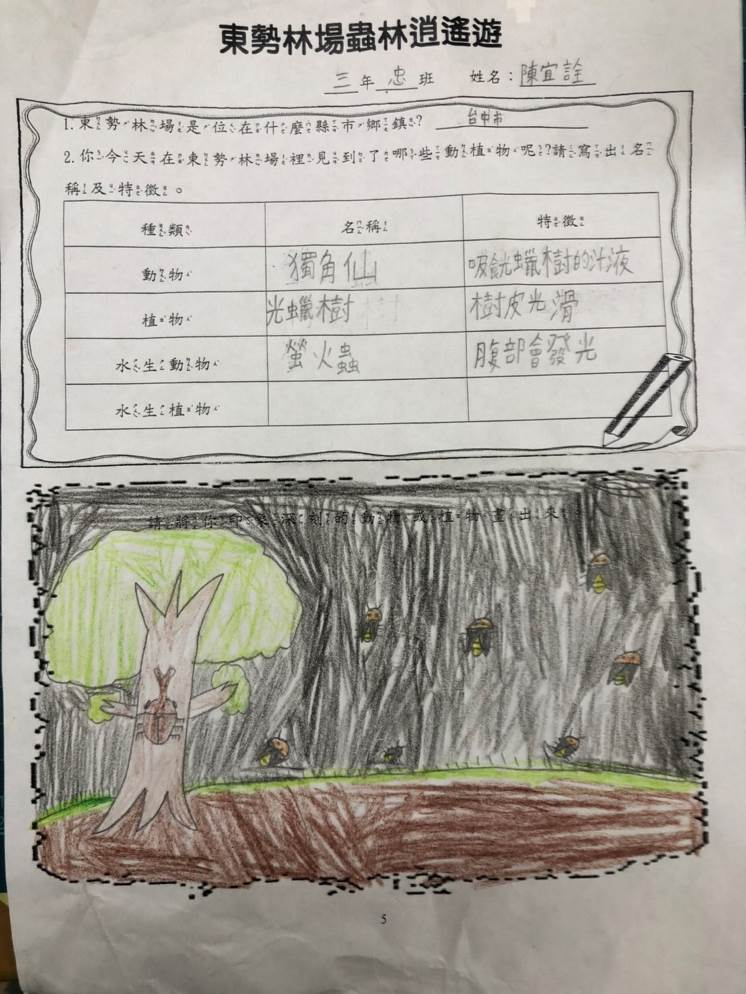 東勢林場蟲林逍遙遊
三年忠班 姓名：陳宜詮
1.東勢林場是位在什麼縣市鄉鎮? 台中市
2.你今天在東勢林場裡見到了哪些動植物呢?請寫出名
稱及特徵。
種類 名稱 特徵
動物 獨角仙 吸食光蠟樹的汁液
植物 光蠟樹 樹皮光滑
水生動物 螢火蟲 腹部會發光
水生植物
請將你印象深刻的動物或植物畫出來
5